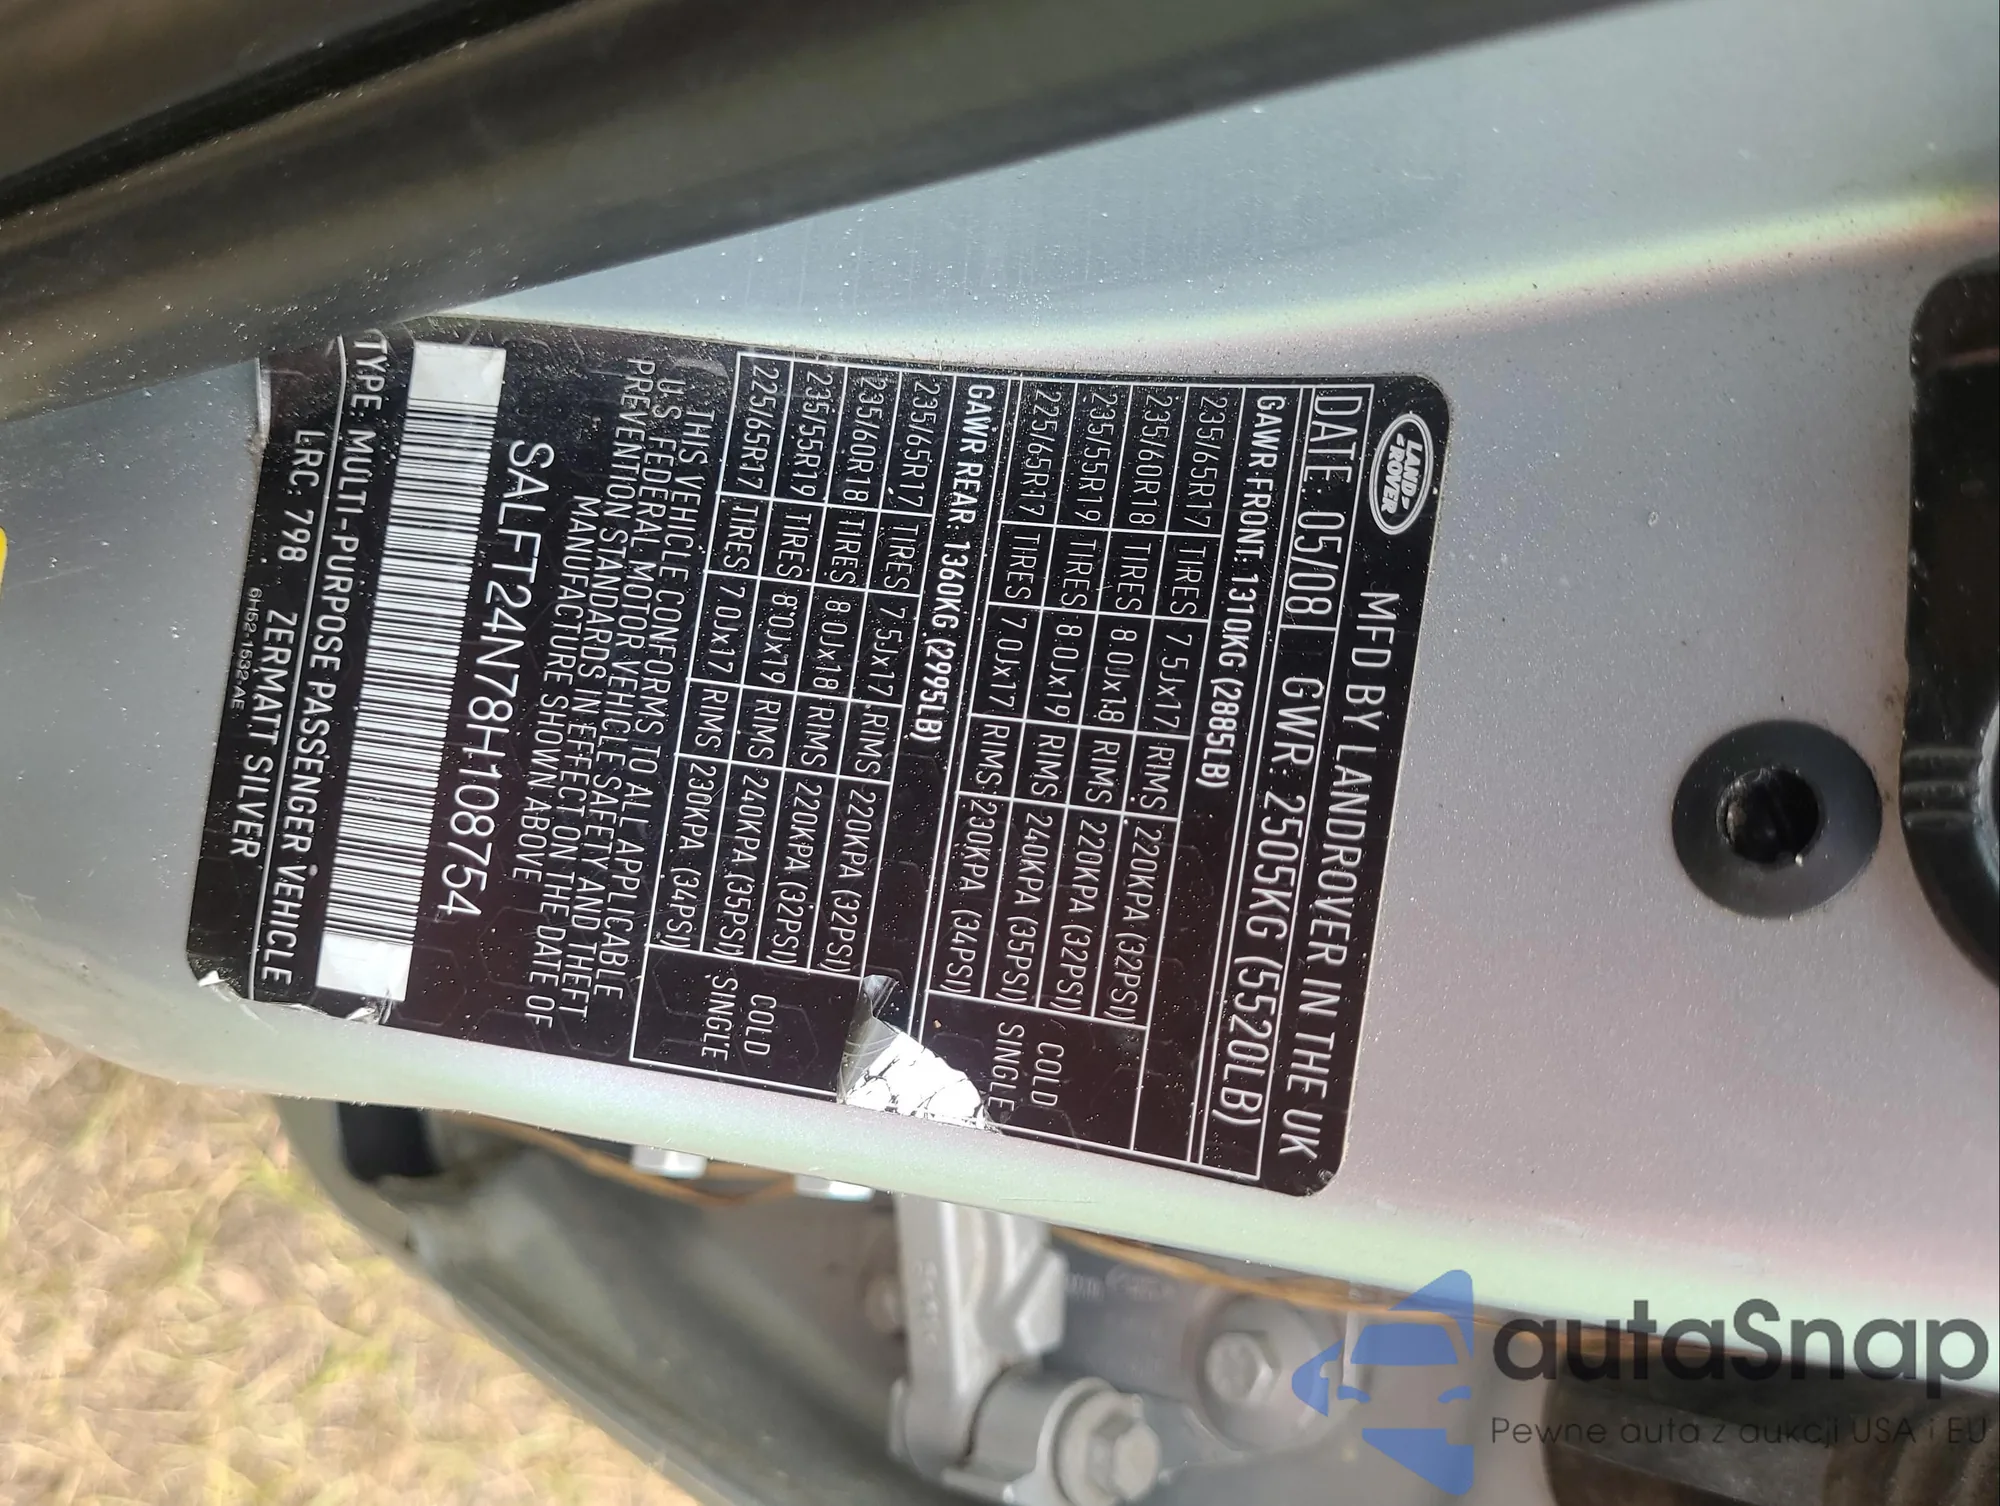 LAND ROVER
MFD BY LANDROVER IN THE UK
DATE: 05/08 GWR: 2505KG (5520LB)
GAWR FRONT: 1310KG (2885LB)
235/65R17 TIRES 7.5Jx17 RIMS 220KPA (32PSI)
235/60R18 TIRES 8.0Jx18 RIMS 220KPA (32PSI) COLD
235/55R19 TIRES 8.0Jx19 RIMS 240KPA (35PSI) SINGLE
225/65R17 TIRES 7.0Jx17 RIMS 230KPA (34PSI)
GAWR REAR 1360KG (2995LB)
235/65R17 TIRES 7.5Jx17 RIMS 220KPA (32PSI)
235/60R18 TIRES 8.0Jx18 RIMS 220KPA (32PSI) COLD
235/55R19 TIRES 8.0Jx19 RIMS 240KPA (35PSI) SINGLE
225/65R17 TIRES 7.0Jx17 RIMS 230KPA (34PSI)
THIS VEHICLE CONFORMS TO ALL APPLICABLE
U.S FEDERAL MOTOR VEHICLE SAFETY AND THEFT
PREVENTION STANDARDS IN EFFECT ON THE DATE OF
MANUFACTURE SHOWN ABOVE
SALFT24N78H108754
TYPE: MULTI-PURPOSE PASSENGER VEHICLE
LRC: 798 ZERMATT SILVER
6H52-1532-AE
autaSnap
Pewne auta z aukcji USA i EU